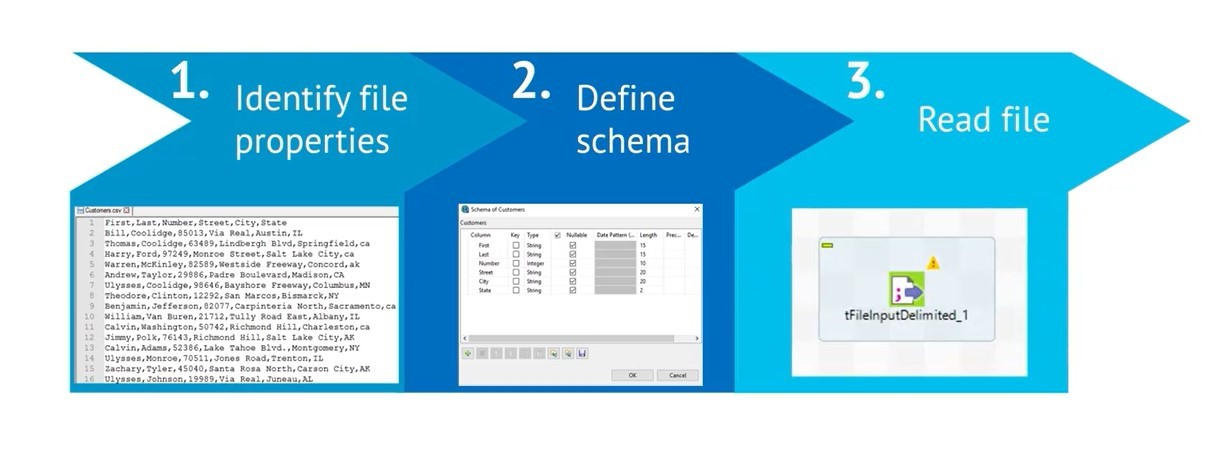 1.
Identify file
properties
2.
Define
schema
3.
Read file
Customers.csv
1 First,Last,Number,Street,City,State
2 Bill,Coolidge,85013,Via Real,Austin,IL
3 Thomas,Coolidge,63489,Lindbergh Blvd,Springfield,ca
4 Harry,Ford,97249,Monroe Street,Salt Lake City,ca
5 Warren,McKinley,82589,Westside Freeway,Concord,ak
6 Andrew,Taylor,29886,Padre Boulevard,Madison,CA
7 Ulysses,Coolidge,98646,Bayshore Freeway,Columbus,MN
8 Theodore,Clinton,12292,San Marcos,Bismarck,NY
9 Benjamin,Jefferson,82077,Carpinteria North,Sacramento,ca
10 William,Van Buren,21712,Tully Road East,Albany,IL
11 Calvin,Washington,50742,Richmond Hill,Charleston,ca
12 Jimmy,Polk,76143,Richmond Hill,Salt Lake City,AK
13 Calvin,Adams,52386,Lake Tahoe Blvd.,Montgomery,NY
14 Ulysses,Monroe,70511,Jones Road,Trenton,IL
15 Zachary,Tyler,45040,Santa Rosa North,Carson City,AK
16 Ulysses,Johnson,19989,Via Real,Juneau,AL
Schema of Customers
Customers
Column Key Type Nullable Date Pattern (... Length Prec... De...
First String 15
Last String 15
Number Integer 10
Street String 20
City String 20
State String 2
OK Cancel
tFileInputDelimited_1